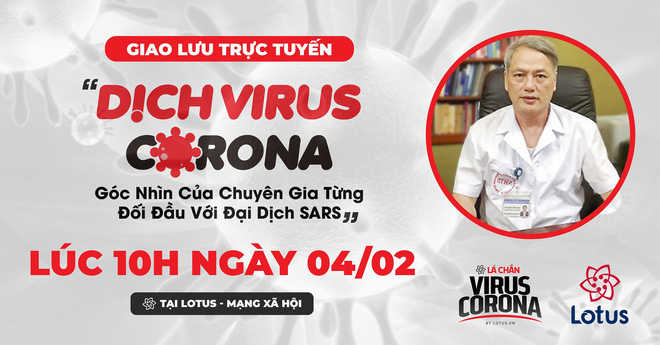 GIAO LƯU TRỰC TUYẾN
“DỊCH VIRUS
CORONA
Góc Nhìn Của Chuyên Gia Từng
Đối Đầu Với Đại Dịch SARS„
LÚC 10H NGÀY 04/02
TẠI LOTUS - MẠNG XÃ HỘI
LÁ CHẮN
VIRUS
CORONA
BY LOTUS.VN
Lotus